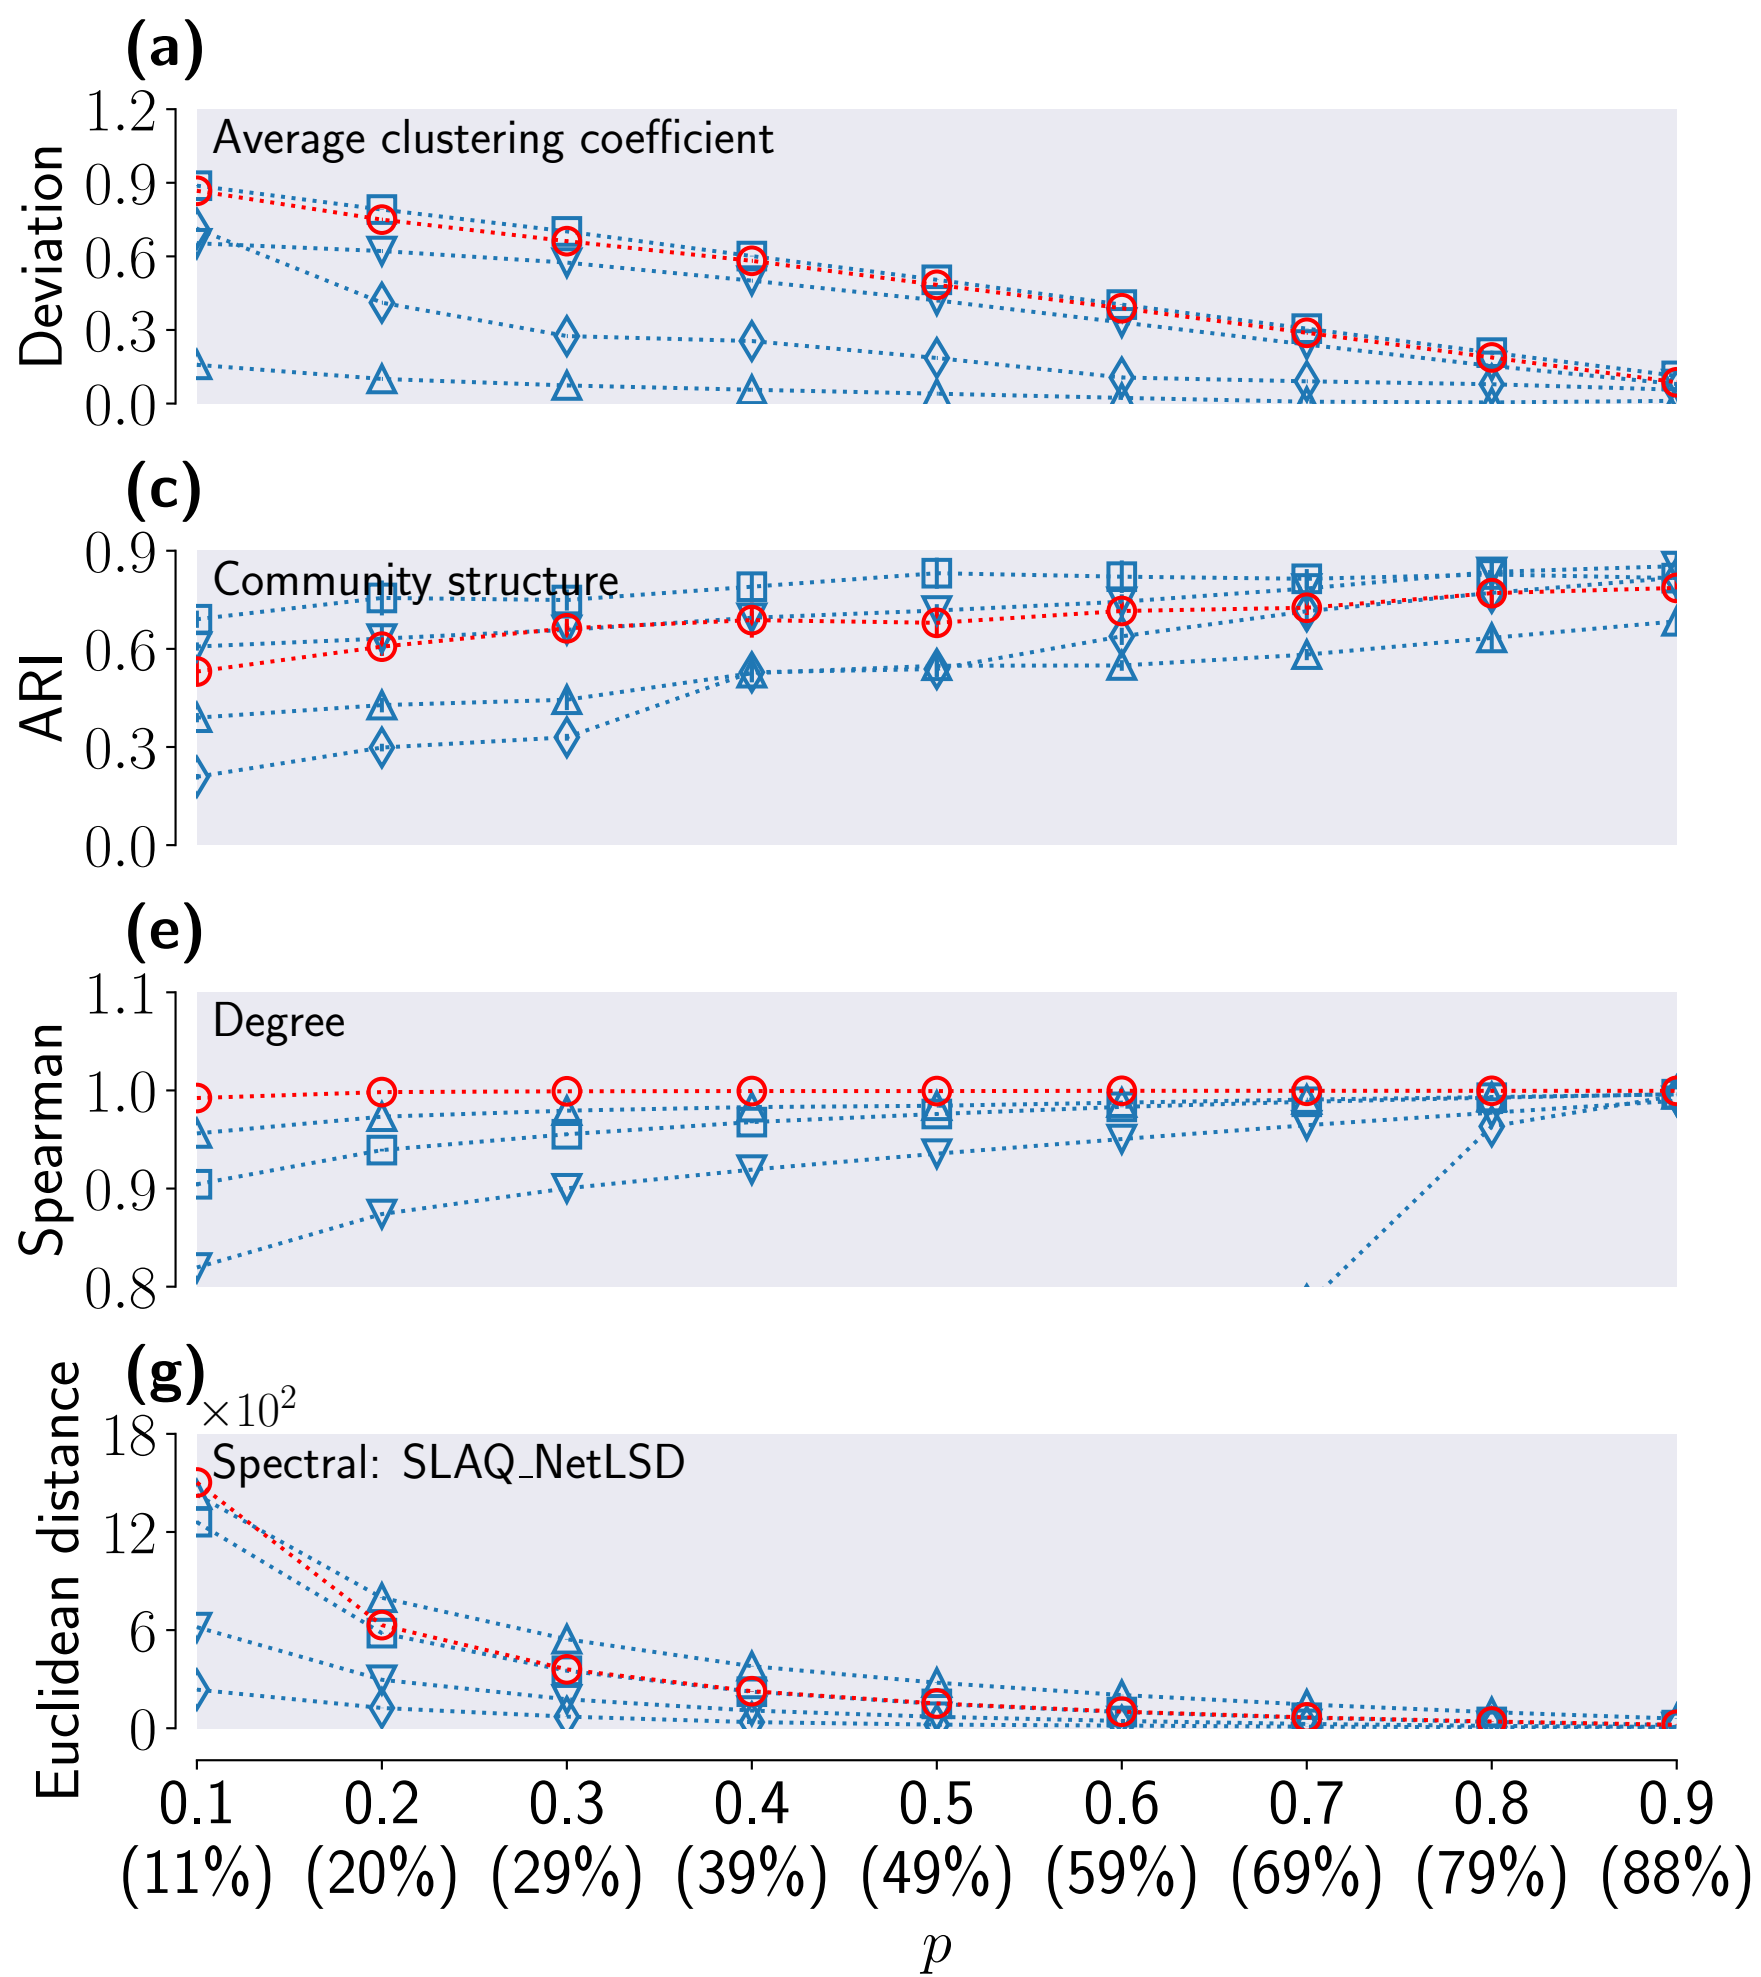 (a)
1.2
0.9
0.6
0.3
0.0
Deviation
Average clustering coefficient
(c)
0.9
0.6
0.3
0.0
ARI
Community structure
(e)
1.1
1.0
0.9
0.8
Spearman
Degree
(g)
×10²
18
12
6
0
Euclidean distance
Spectral: SLAQ_NetLSD
0.1 0.2 0.3 0.4 0.5 0.6 0.7 0.8 0.9
(11%) (20%) (29%) (39%) (49%) (59%) (69%) (79%) (88%)
p